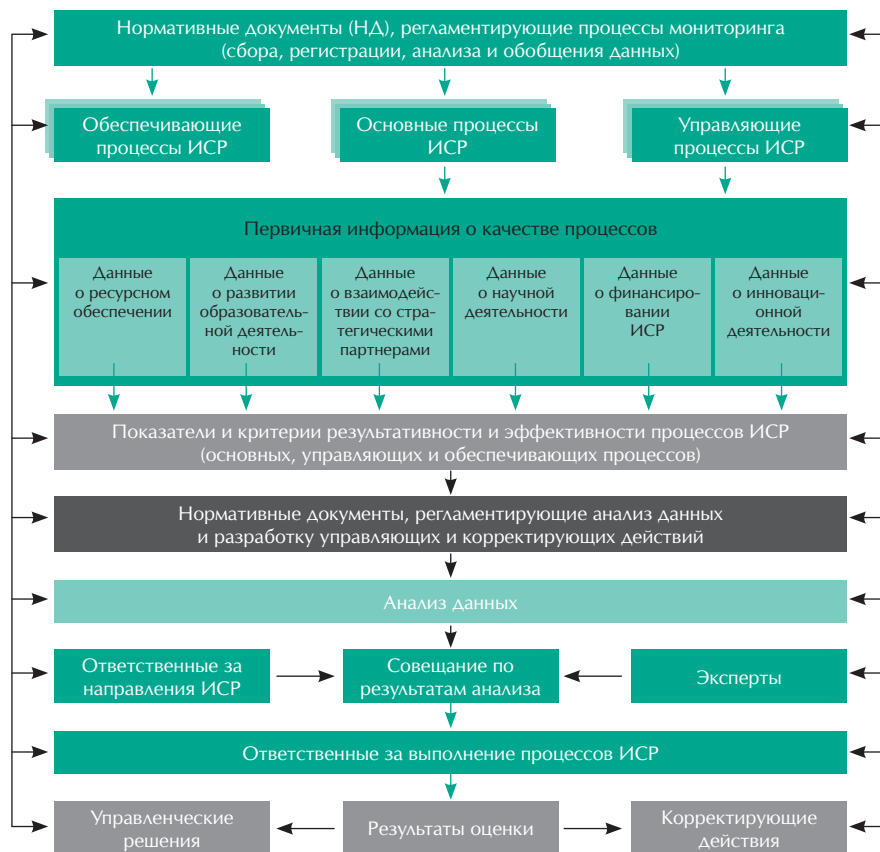 Нормативные документы (НД), регламентирующие процессы мониторинга
(сбора, регистрации, анализа и обобщения данных)
Обеспечивающие
процессы ИСР
Основные процессы
ИСР
Управляющие
процессы ИСР
Первичная информация о качестве процессов
Данные
о ресурсном
обеспечении
Данные
о развитии
образователь-
ной деятель-
ности
Данные
о взаимодейс-
твии со стра-
тегическими
партнерами
Данные
о научной
деятельности
Данные
о финансиро-
вании
ИСР
Данные
о инноваци-
онной
деятельности
Показатели и критерии результативности и эффективности процессов ИСР
(основных, управляющих и обеспечивающих процессов)
Нормативные документы, регламентирующие анализ данных
и разработку управляющих и корректирующих действий
Анализ данных
Ответственные за
направления ИСР
Совещание по
результатам анализа
Эксперты
Ответственные за выполнение процессов ИСР
Управленческие
решения
Результаты оценки
Корректирующие
действия